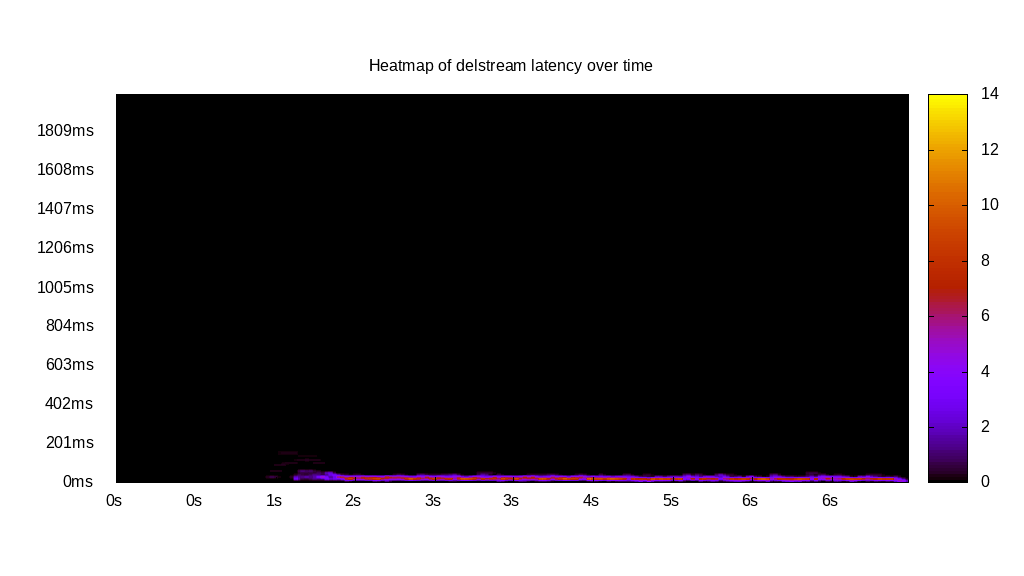 Heatmap of delstream latency over time
1809ms
1608ms
1407ms
1206ms
1005ms
804ms
603ms
402ms
201ms
0ms
0s 0s 1s 2s 3s 3s 4s 5s 6s 6s
14
12
10
8
6
4
2
0